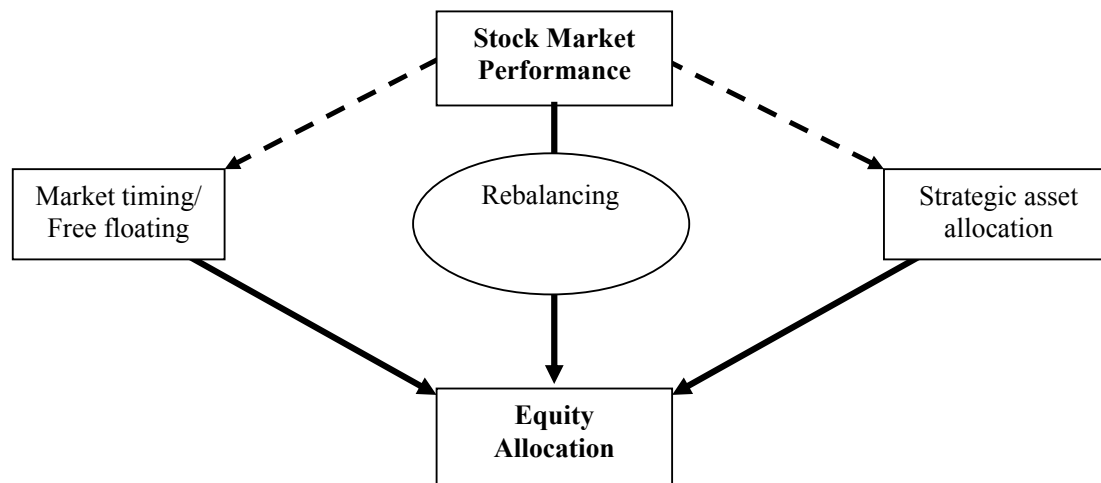 Stock Market
Performance
Rebalancing
Market timing/
Free floating
Strategic asset
allocation
Equity
Allocation